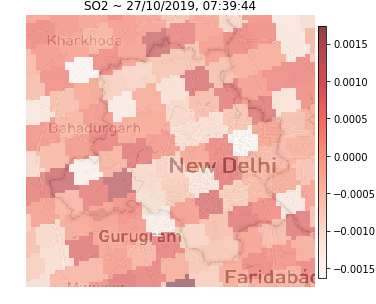 SO2 ~ 27/10/2019, 07:39:44
Kharkhoda
Bahadurgarh
New Delhi
Gurugram
Faridabad
0.0015
0.0010
0.0005
0.0000
−0.0005
−0.0010
−0.0015